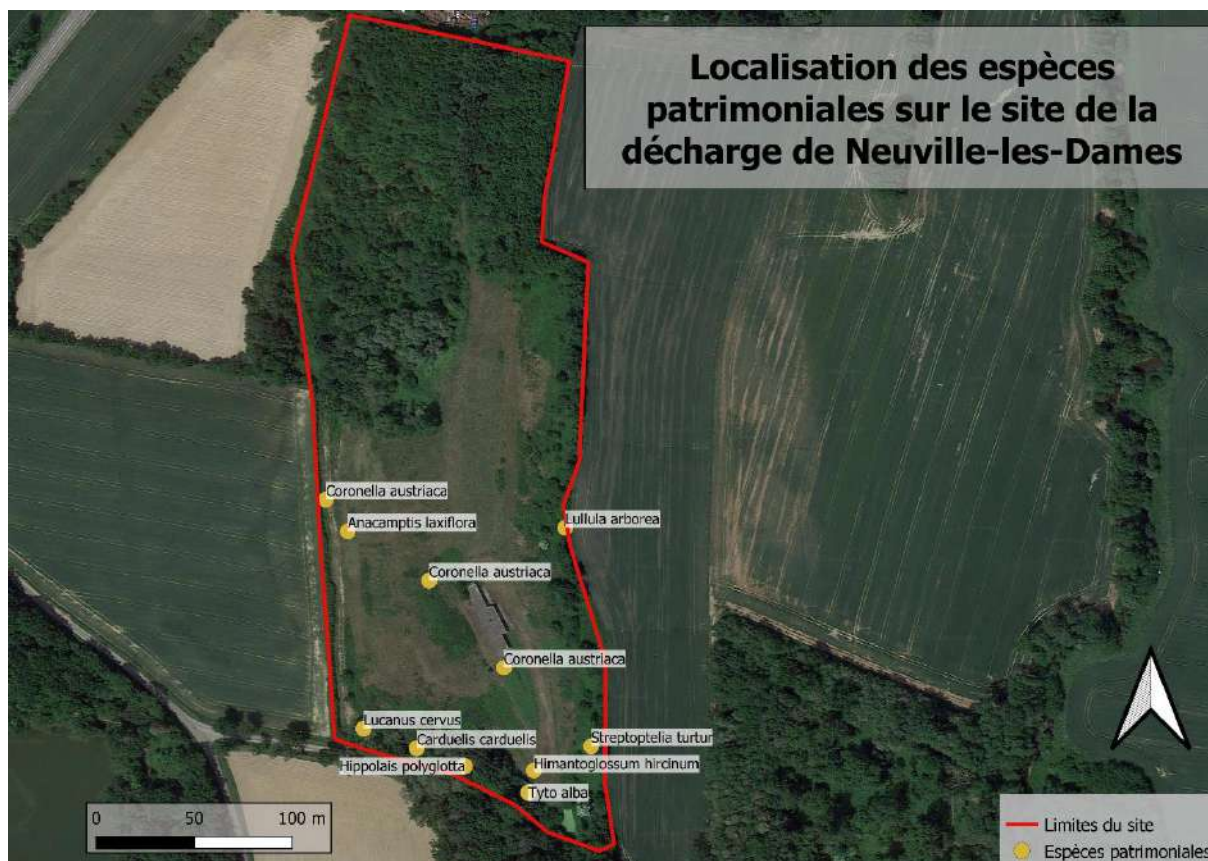 Localisation des espèces
patrimoniales sur le site de la
décharge de Neuville-les-Dames
Coronella austriaca
Anacamptis laxiflora
Lullula arborea
Coronella austriaca
Coronella austriaca
Lucanus cervus
Carduelis carduelis
Streptoptelia turtur
Hippolais polyglotta
Himantoglossum hircinum
Tyto alba
0 50 100 m
Limites du site
Espèces patrimoniales